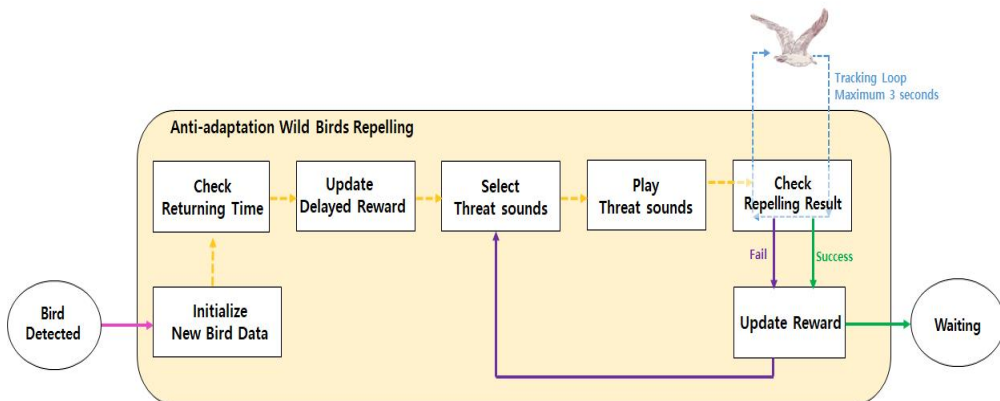 Tracking Loop
Maximum 3 seconds
Anti-adaptation Wild Birds Repelling
Check
Returning Time
Update
Delayed Reward
Select
Threat sounds
Play
Threat sounds
Check
Repelling Result
Fail
Success
Bird
Detected
Initialize
New Bird Data
Update Reward
Waiting